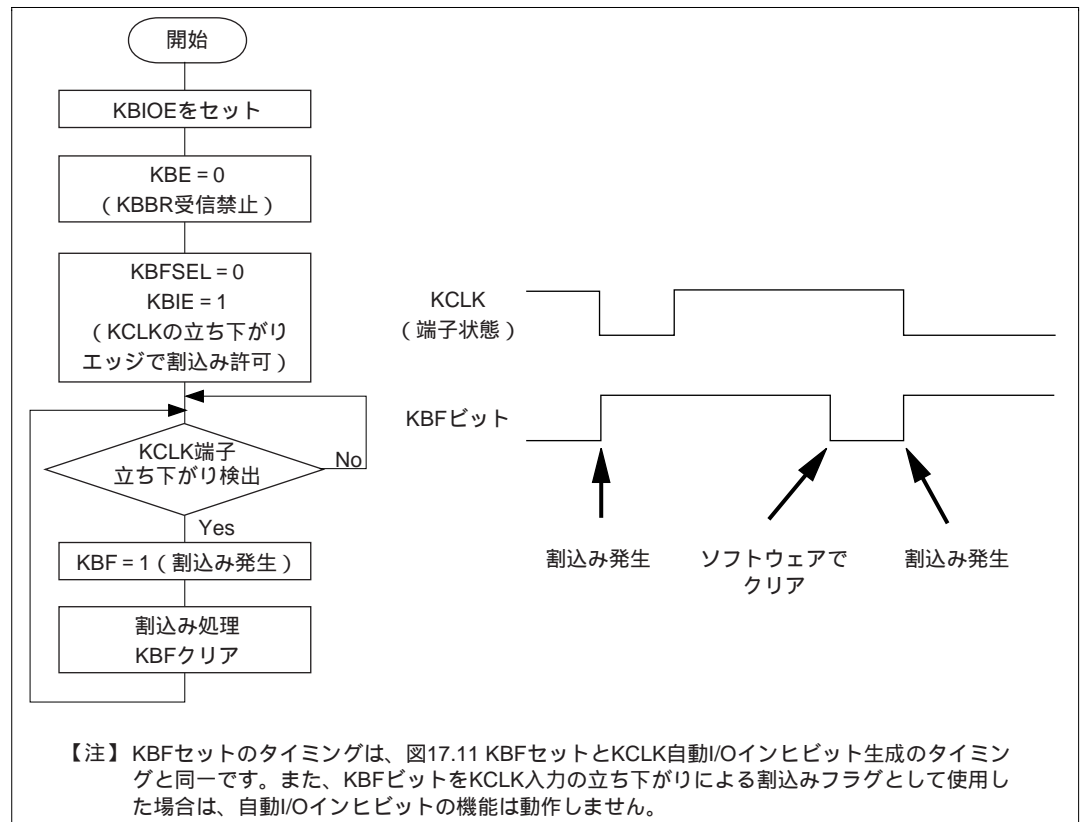 開始
KBIOEをセット
KBE = 0
（KBBR受信禁止）
KBFSEL = 0
KBIE = 1
（KCLKの立ち下がり
エッジで割込み許可）
KCLK端子
立ち下がり検出
No
Yes
KBF = 1（割込み発生）
割込み処理
KBFクリア
KCLK
（端子状態）
KBFビット
割込み発生
ソフトウェアで
クリア
割込み発生
【注】KBFセットのタイミングは、図17.11 KBFセットとKCLK自動I/Oインヒビット生成のタイミン
グと同一です。また、KBFビットをKCLK入力の立ち下がりによる割込みフラグとして使用し
た場合は、自動I/Oインヒビットの機能は動作しません。